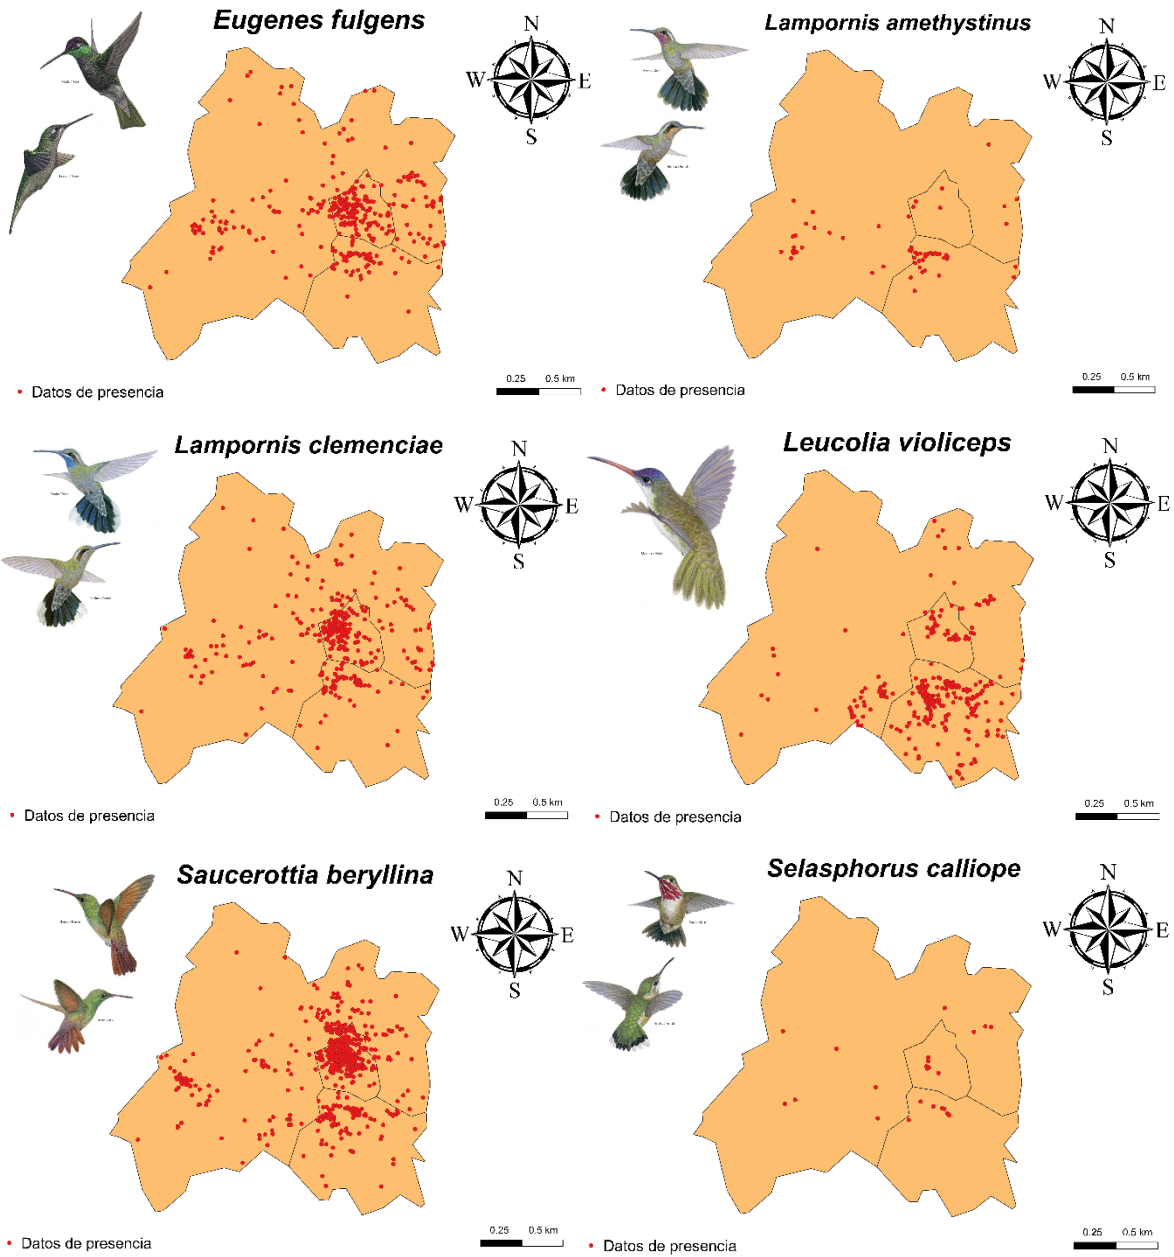 Eugenes fulgens
N
W E
S
0.25 0.5 km
Datos de presencia
Lampornis amethystinus
N
W E
S
0.25 0.5 km
Datos de presencia
Lampornis clemenciae
N
W E
S
0.25 0.5 km
Datos de presencia
Leucolia violiceps
N
W E
S
0.25 0.5 km
Datos de presencia
Saucerottia beryllina
N
W E
S
0.25 0.5 km
Datos de presencia
Selasphorus calliope
N
W E
S
0.25 0.5 km
Datos de presencia